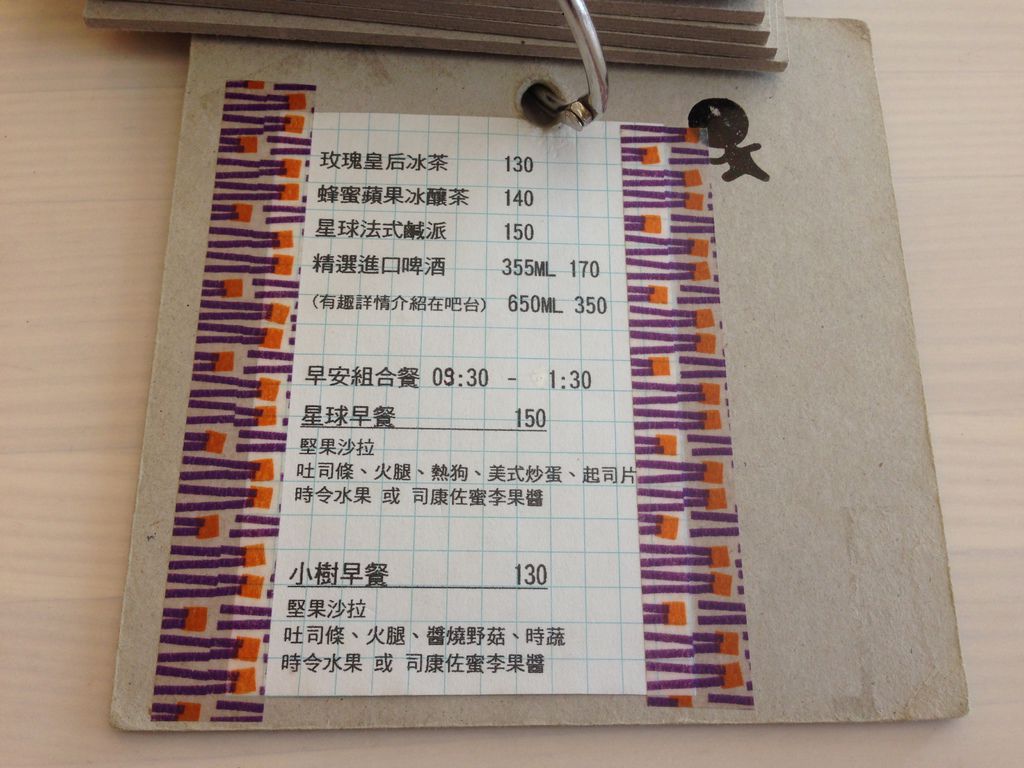 玫瑰皇后冰茶 130
蜂蜜蘋果冰釀茶 140
星球法式鹹派 150
精選進口啤酒 355ML 170
(有趣詳情介紹在吧台) 650ML 350
早安組合餐 09:30 - 1:30
星球早餐 150
堅果沙拉
吐司條、火腿、熱狗、美式炒蛋、起司片
時令水果 或 司康佐蜜李果醬
小樹早餐 130
堅果沙拉
吐司條、火腿、醬燒野菇、時蔬
時令水果 或 司康佐蜜李果醬